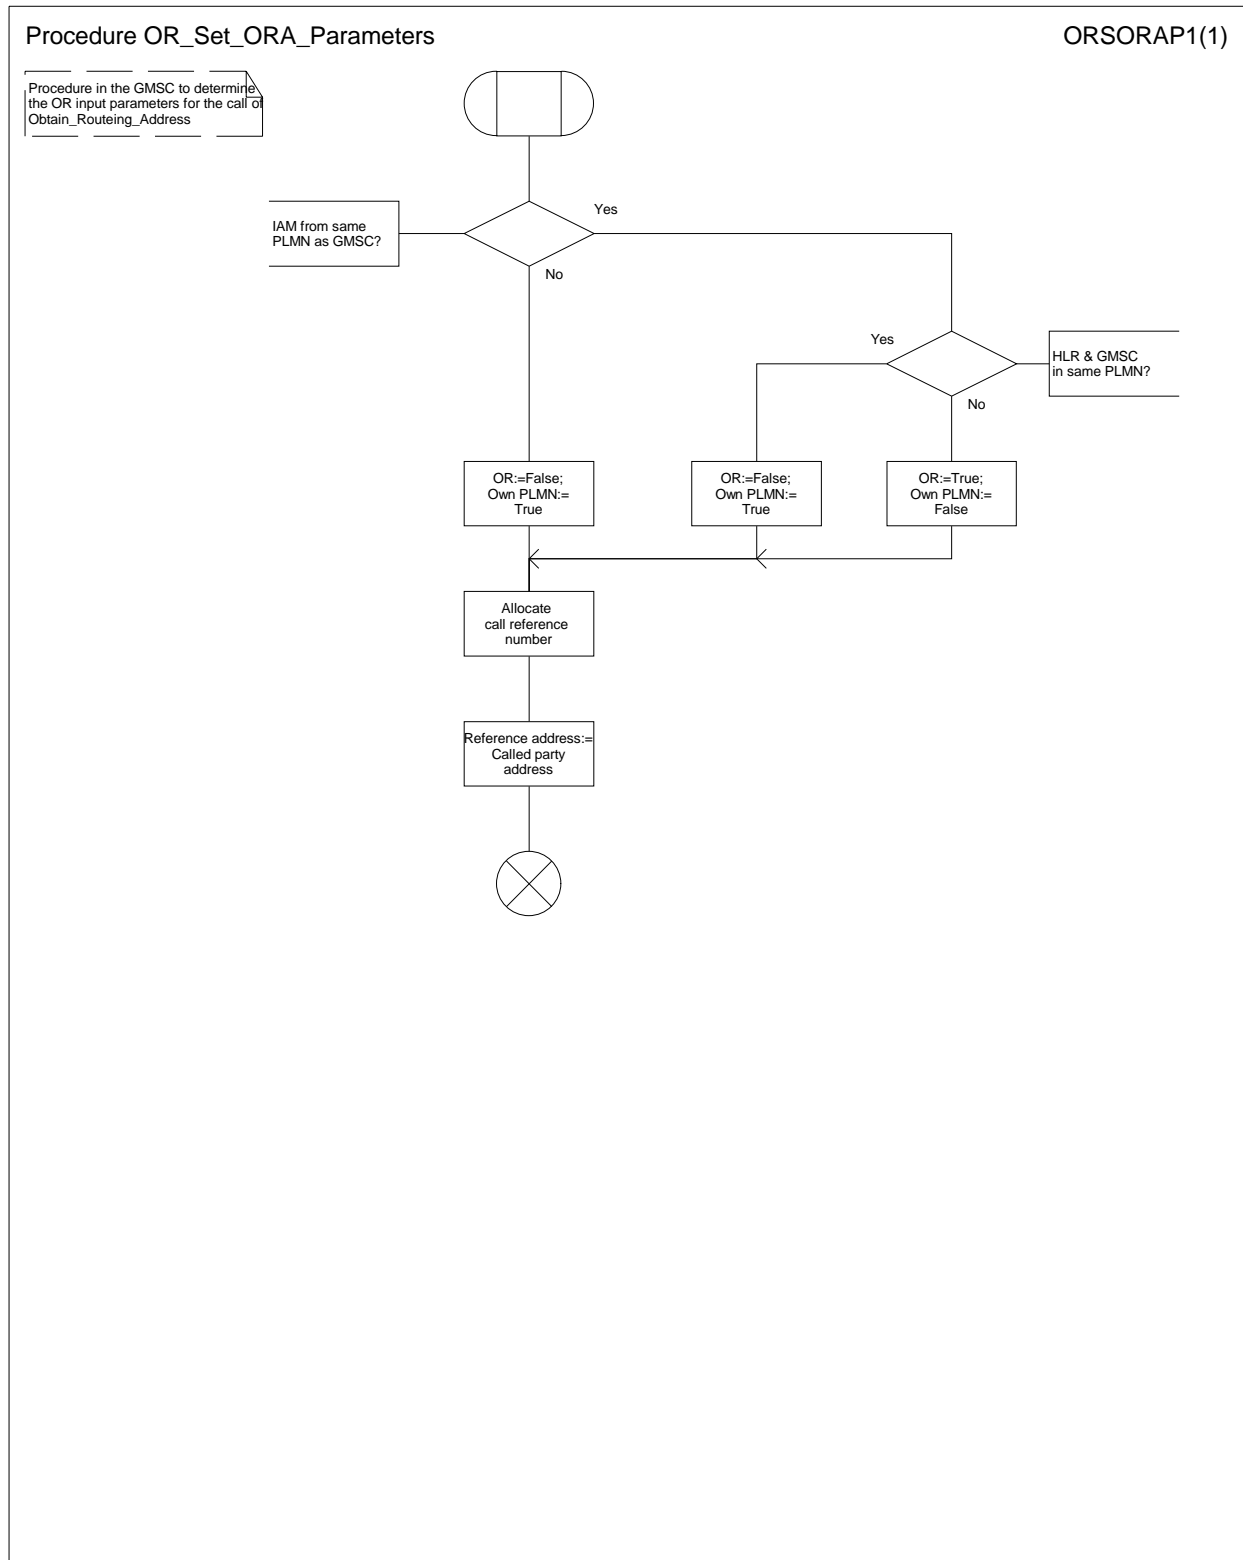 Procedure OR_Set_ORA_Parameters
ORSORAP1(1)
Procedure in the GMSC to determine
the OR input parameters for the call of
Obtain_Routeing_Address
IAM from same
PLMN as GMSC?
Yes
No
Yes
HLR & GMSC
in same PLMN?
No
OR:=False;
Own PLMN:=
True
OR:=False;
Own PLMN:=
True
OR:=True;
Own PLMN:=
False
Allocate
call reference
number
Reference address:=
Called party
address